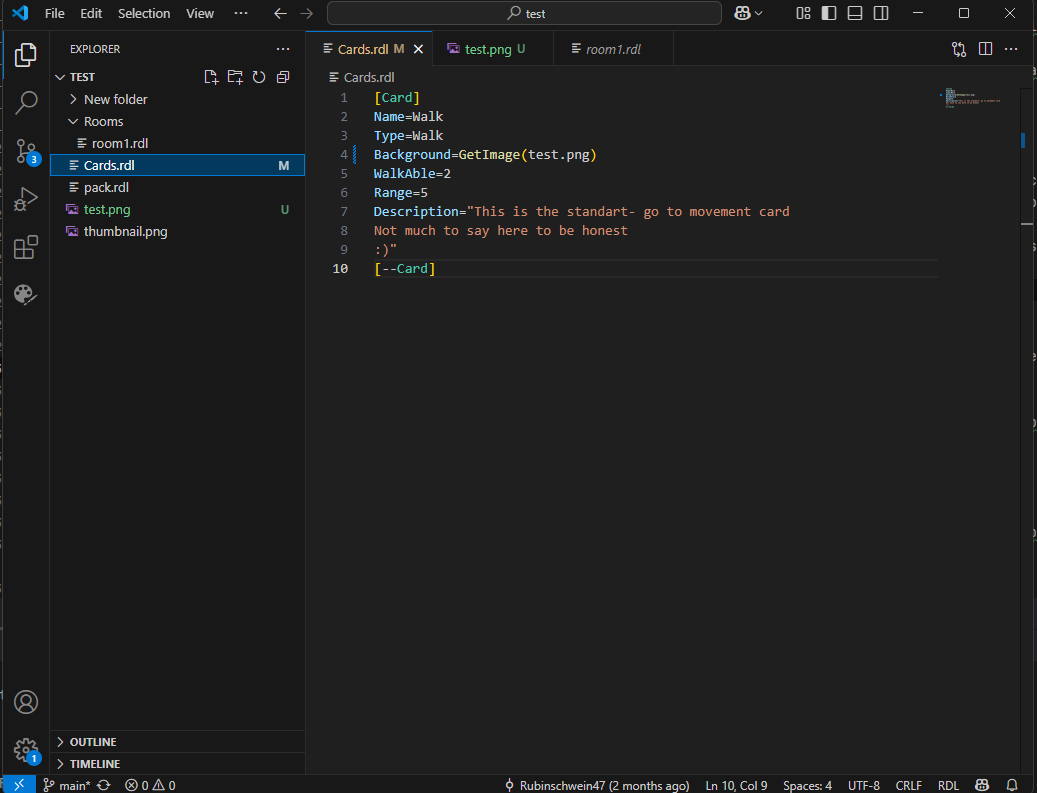 File Edit Selection View ··· test
EXPLORER ···
TEST
New folder
Rooms
room1.rdl
Cards.rdl M
pack.rdl
test.png U
thumbnail.png
Cards.rdl M
test.png U
room1.rdl
Cards.rdl
1 [Card]
2 Name=Walk
3 Type=Walk
4 Background=GetImage(test.png)
5 WalkAble=2
6 Range=5
7 Description="This is the standart- go to movement card
8 Not much to say here to be honest
9 :)"
10 [--Card]
3
1
OUTLINE
TIMELINE
main* 0 0 Rubinschwein47 (2 months ago) Ln 10, Col 9 Spaces: 4 UTF-8 CRLF RDL